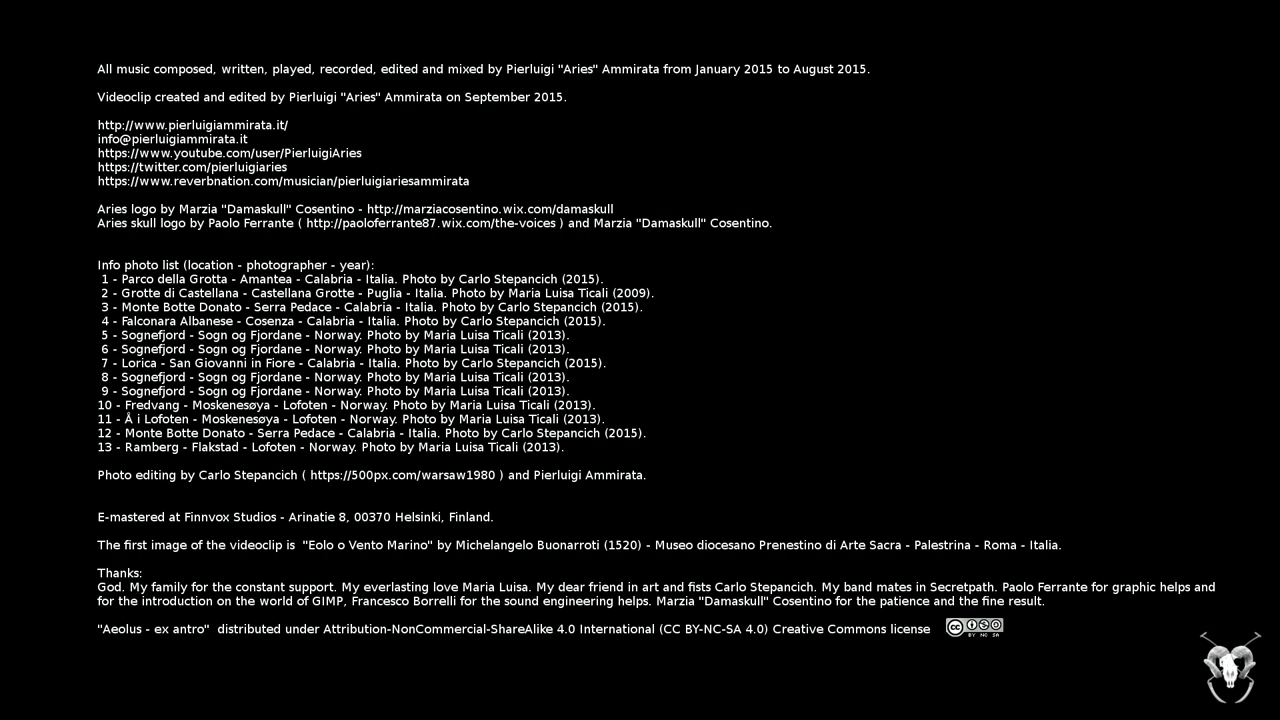 All music composed, written, played, recorded, edited and mixed by Pierluigi "Aries" Ammirata from January 2015 to August 2015.
Videoclip created and edited by Pierluigi "Aries" Ammirata on September 2015.
http://www.pierluigiammirata.it/
info@pierluigiammirata.it
https://www.youtube.com/user/PierluigiAries
https://twitter.com/pierluigiaries
https://www.reverbnation.com/musician/pierluigiariesammirata
Aries logo by Marzia "Damaskull" Cosentino - http://marziacosentino.wix.com/damaskull
Aries skull logo by Paolo Ferrante ( http://paoloferrante87.wix.com/the-voices ) and Marzia "Damaskull" Cosentino.
Info photo list (location - photographer - year):
1 - Parco della Grotta - Amantea - Calabria - Italia. Photo by Carlo Stepancich (2015).
2 - Grotte di Castellana - Castellana Grotte - Puglia - Italia. Photo by Maria Luisa Ticali (2009).
3 - Monte Botte Donato - Serra Pedace - Calabria - Italia. Photo by Carlo Stepancich (2015).
4 - Falconara Albanese - Cosenza - Calabria - Italia. Photo by Carlo Stepancich (2015).
5 - Sognefjord - Sogn og Fjordane - Norway. Photo by Maria Luisa Ticali (2013).
6 - Sognefjord - Sogn og Fjordane - Norway. Photo by Maria Luisa Ticali (2013).
7 - Lorica - San Giovanni in Fiore - Calabria - Italia. Photo by Carlo Stepancich (2015).
8 - Sognefjord - Sogn og Fjordane - Norway. Photo by Maria Luisa Ticali (2013).
9 - Sognefjord - Sogn og Fjordane - Norway. Photo by Maria Luisa Ticali (2013).
10 - Fredvang - Moskenesøya - Lofoten - Norway. Photo by Maria Luisa Ticali (2013).
11 - Å i Lofoten - Moskenesøya - Lofoten - Norway. Photo by Maria Luisa Ticali (2013).
12 - Monte Botte Donato - Serra Pedace - Calabria - Italia. Photo by Carlo Stepancich (2015).
13 - Ramberg - Flakstad - Lofoten - Norway. Photo by Maria Luisa Ticali (2013).
Photo editing by Carlo Stepancich ( https://500px.com/warsaw1980 ) and Pierluigi Ammirata.
E-mastered at Finnvox Studios - Arinatie 8, 00370 Helsinki, Finland.
The first image of the videoclip is "Eolo o Vento Marino" by Michelangelo Buonarroti (1520) - Museo diocesano Prenestino di Arte Sacra - Palestrina - Roma - Italia.
Thanks:
God. My family for the constant support. My everlasting love Maria Luisa. My dear friend in art and fists Carlo Stepancich. My band mates in Secretpath. Paolo Ferrante for graphic helps and
for the introduction on the world of GIMP, Francesco Borrelli for the sound engineering helps. Marzia "Damaskull" Cosentino for the patience and the fine result.
"Aeolus - ex antro" distributed under Attribution-NonCommercial-ShareAlike 4.0 International (CC BY-NC-SA 4.0) Creative Commons license
cc BY NC SA